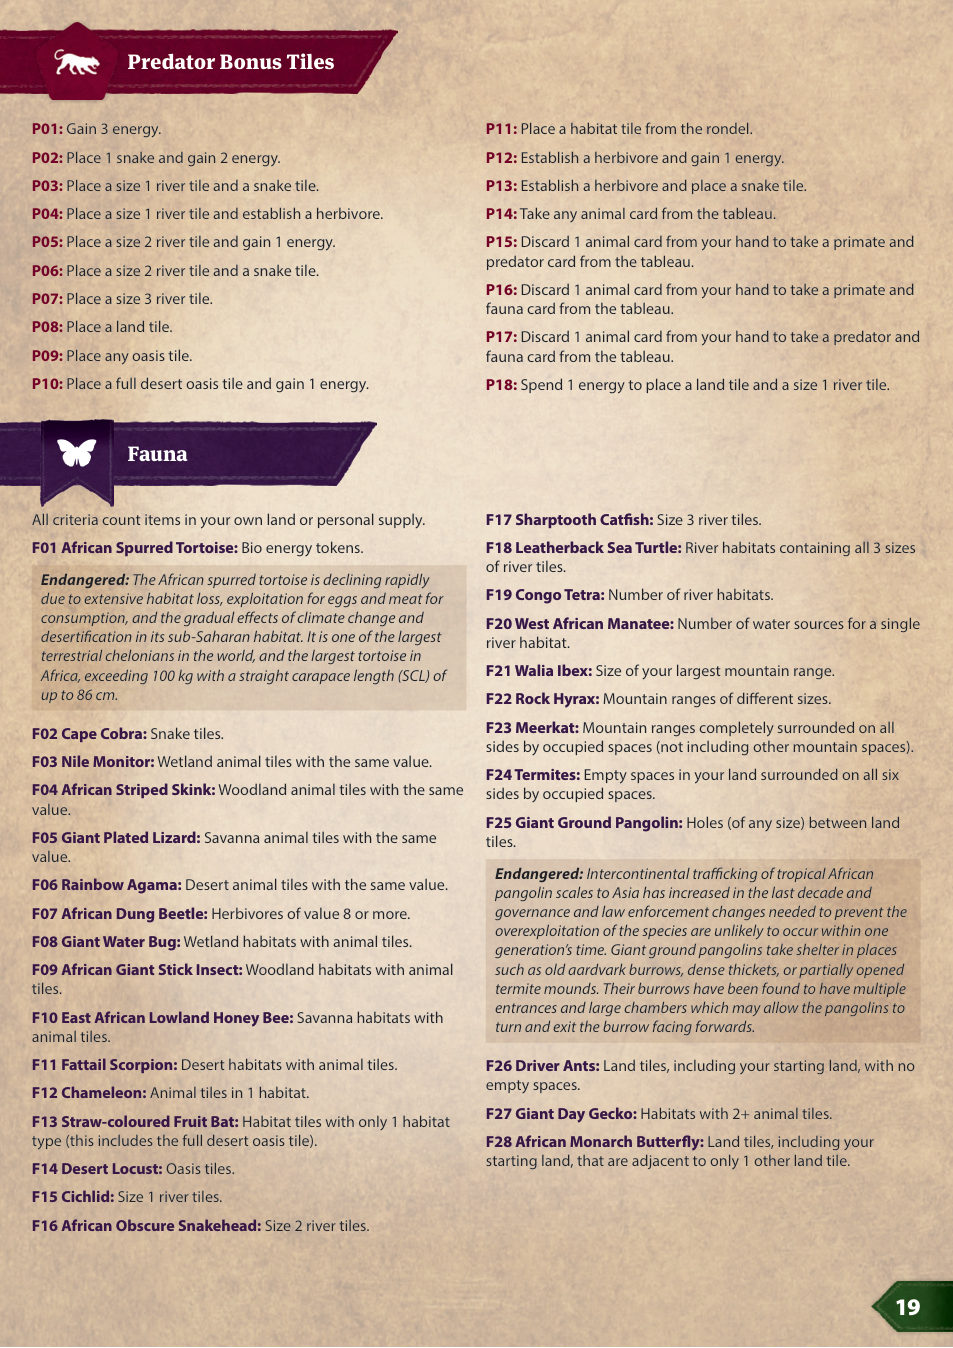 Predator Bonus Tiles
P01: Gain 3 energy.
P02: Place 1 snake and gain 2 energy.
P03: Place a size 1 river tile and a snake tile.
P04: Place a size 1 river tile and establish a herbivore.
P05: Place a size 2 river tile and gain 1 energy.
P06: Place a size 2 river tile and a snake tile.
P07: Place a size 3 river tile.
P08: Place a land tile.
P09: Place any oasis tile.
P10: Place a full desert oasis tile and gain 1 energy.
P11: Place a habitat tile from the rondel.
P12: Establish a herbivore and gain 1 energy.
P13: Establish a herbivore and place a snake tile.
P14: Take any animal card from the tableau.
P15: Discard 1 animal card from your hand to take a primate and
predator card from the tableau.
P16: Discard 1 animal card from your hand to take a primate and
fauna card from the tableau.
P17: Discard 1 animal card from your hand to take a predator and
fauna card from the tableau.
P18: Spend 1 energy to place a land tile and a size 1 river tile.
Fauna
All criteria count items in your own land or personal supply.
F01 African Spurred Tortoise: Bio energy tokens.
Endangered: The African spurred tortoise is declining rapidly
due to extensive habitat loss, exploitation for eggs and meat for
consumption, and the gradual effects of climate change and
desertification in its sub-Saharan habitat. It is one of the largest
terrestrial chelonians in the world, and the largest tortoise in
Africa, exceeding 100 kg with a straight carapace length (SCL) of
up to 86 cm.
F02 Cape Cobra: Snake tiles.
F03 Nile Monitor: Wetland animal tiles with the same value.
F04 African Striped Skink: Woodland animal tiles with the same
value.
F05 Giant Plated Lizard: Savanna animal tiles with the same
value.
F06 Rainbow Agama: Desert animal tiles with the same value.
F07 African Dung Beetle: Herbivores of value 8 or more.
F08 Giant Water Bug: Wetland habitats with animal tiles.
F09 African Giant Stick Insect: Woodland habitats with animal
tiles.
F10 East African Lowland Honey Bee: Savanna habitats with
animal tiles.
F11 Fattail Scorpion: Desert habitats with animal tiles.
F12 Chameleon: Animal tiles in 1 habitat.
F13 Straw-coloured Fruit Bat: Habitat tiles with only 1 habitat
type (this includes the full desert oasis tile).
F14 Desert Locust: Oasis tiles.
F15 Cichlid: Size 1 river tiles.
F16 African Obscure Snakehead: Size 2 river tiles.
F17 Sharptooth Catfish: Size 3 river tiles.
F18 Leatherback Sea Turtle: River habitats containing all 3 sizes
of river tiles.
F19 Congo Tetra: Number of river habitats.
F20 West African Manatee: Number of water sources for a single
river habitat.
F21 Walia Ibex: Size of your largest mountain range.
F22 Rock Hyrax: Mountain ranges of different sizes.
F23 Meerkat: Mountain ranges completely surrounded on all
sides by occupied spaces (not including other mountain spaces).
F24 Termites: Empty spaces in your land surrounded on all six
sides by occupied spaces.
F25 Giant Ground Pangolin: Holes (of any size) between land
tiles.
Endangered: Intercontinental trafficking of tropical African
pangolin scales to Asia has increased in the last decade and
governance and law enforcement changes needed to prevent the
overexploitation of the species are unlikely to occur within one
generation's time. Giant ground pangolins take shelter in places
such as old aardvark burrows, dense thickets, or partially opened
termite mounds. Their burrows have been found to have multiple
entrances and large chambers which may allow the pangolins to
turn and exit the burrow facing forwards.
F26 Driver Ants: Land tiles, including your starting land, with no
empty spaces.
F27 Giant Day Gecko: Habitats with 2+ animal tiles.
F28 African Monarch Butterfly: Land tiles, including your
starting land, that are adjacent to only 1 other land tile.
19